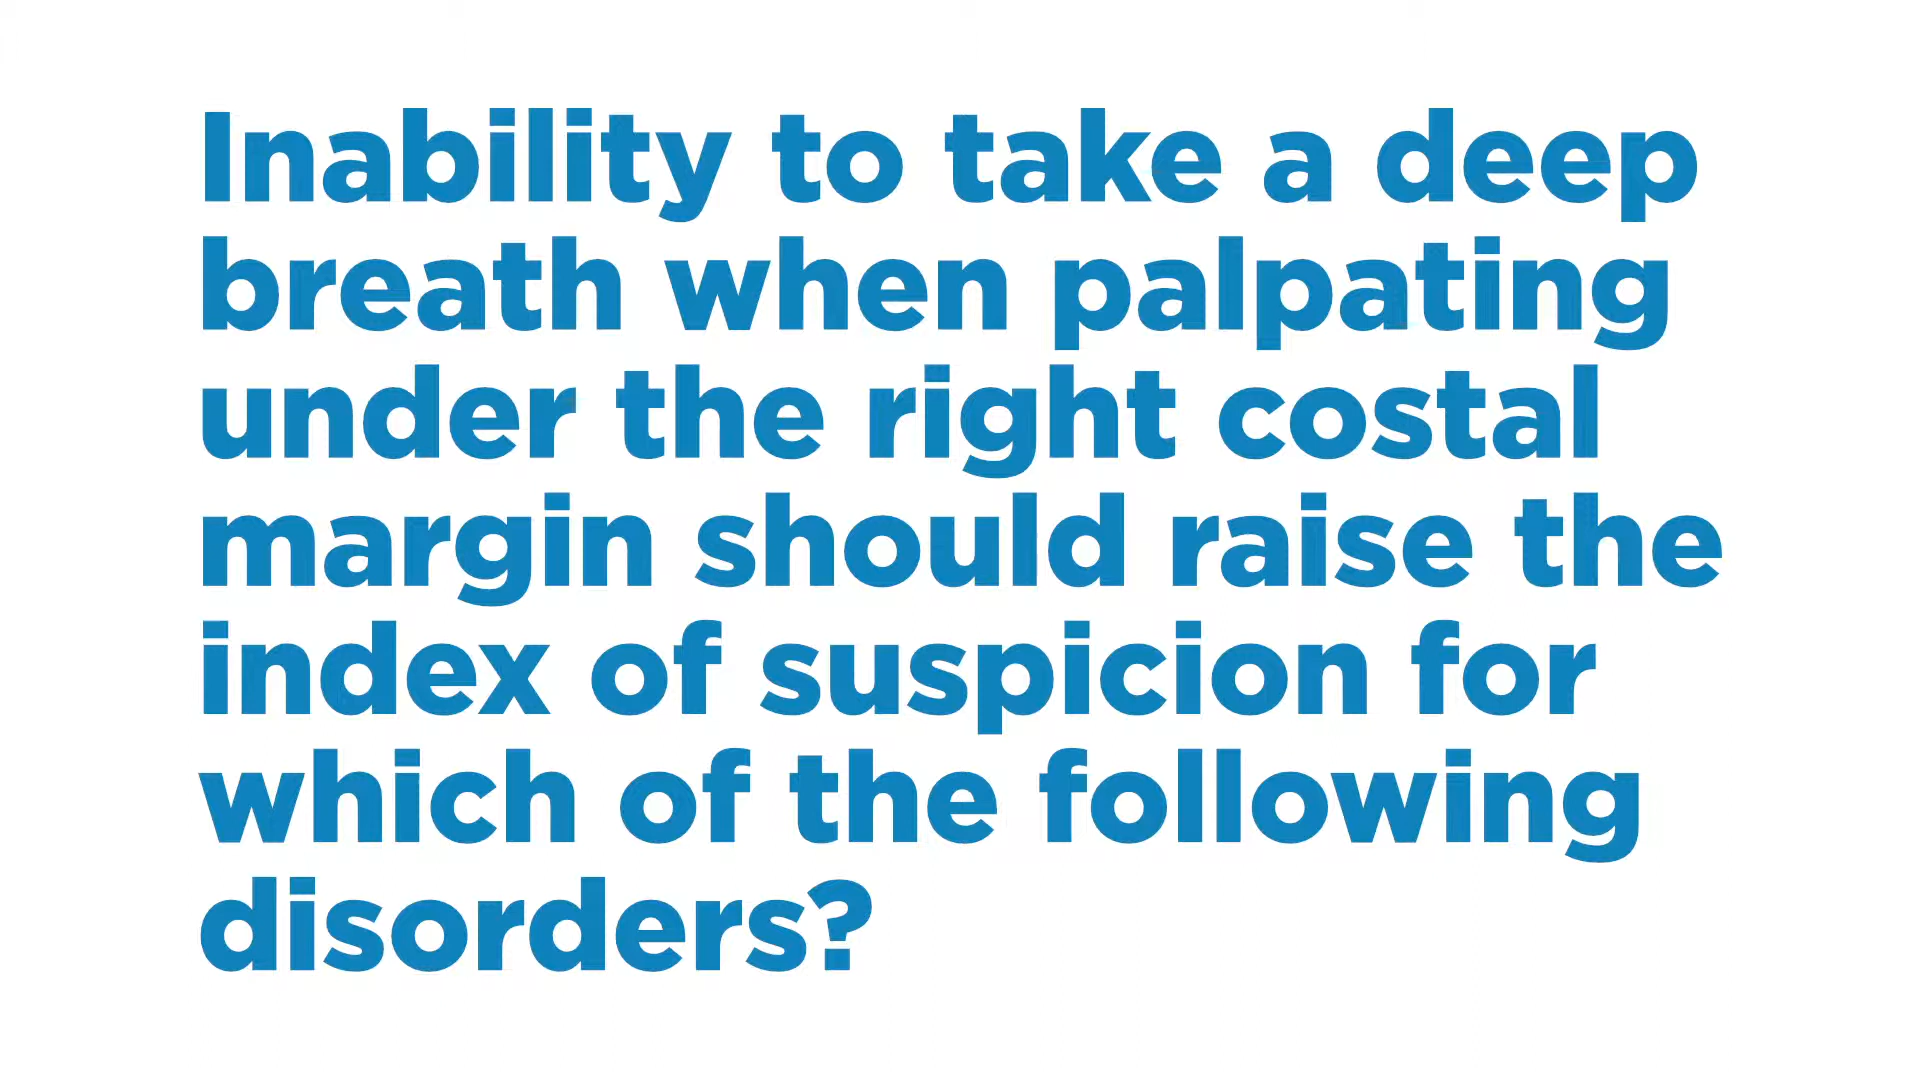 Inability to take a deep
breath when palpating
under the right costal
margin should raise the
index of suspicion for
which of the following
disorders?